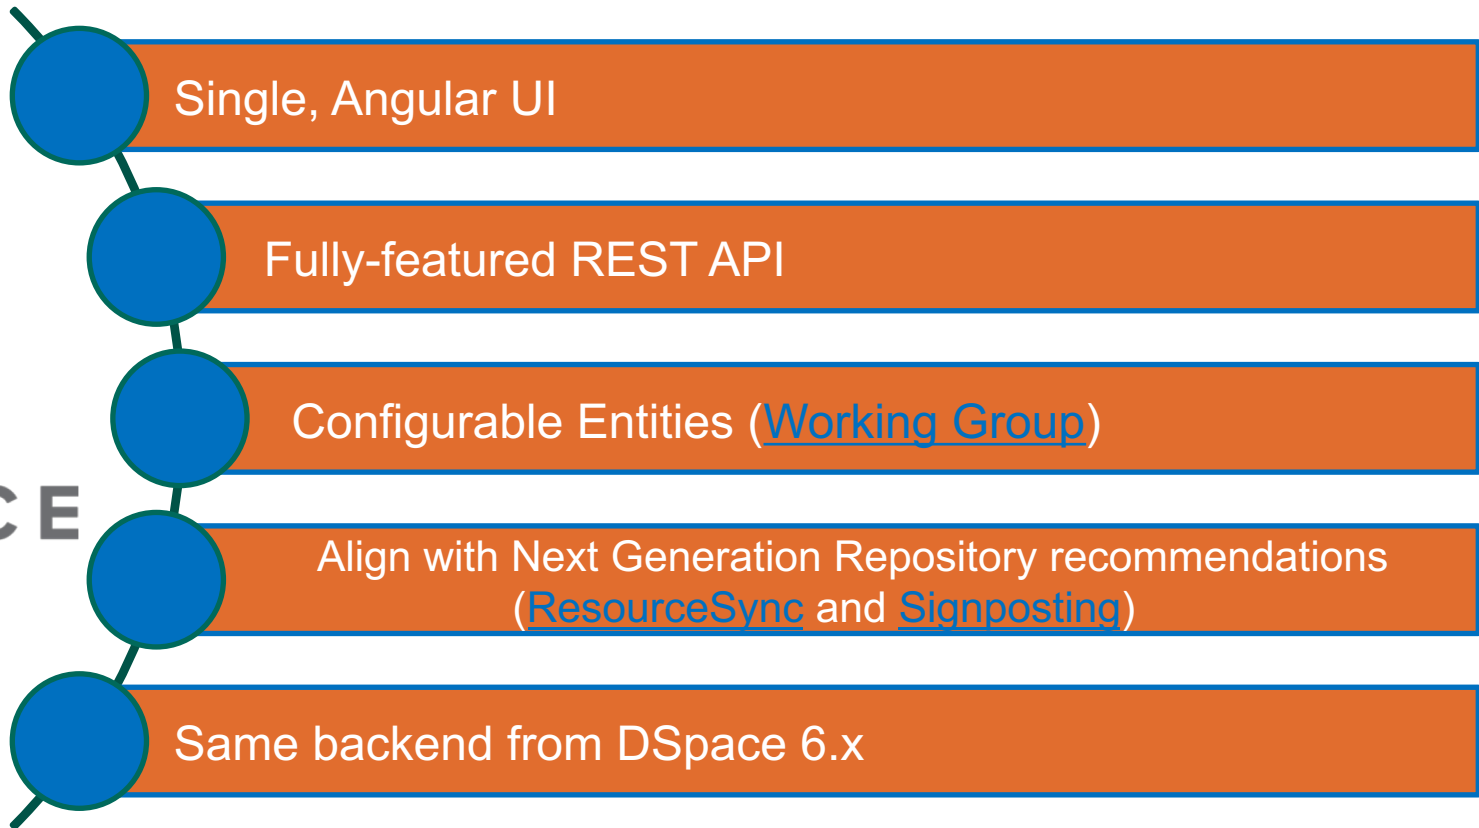 Single, Angular UI
Fully-featured REST API
Configurable Entities (Working Group)
CE
Align with Next Generation Repository recommendations
(ResourceSync and Signposting)
Same backend from DSpace 6.x